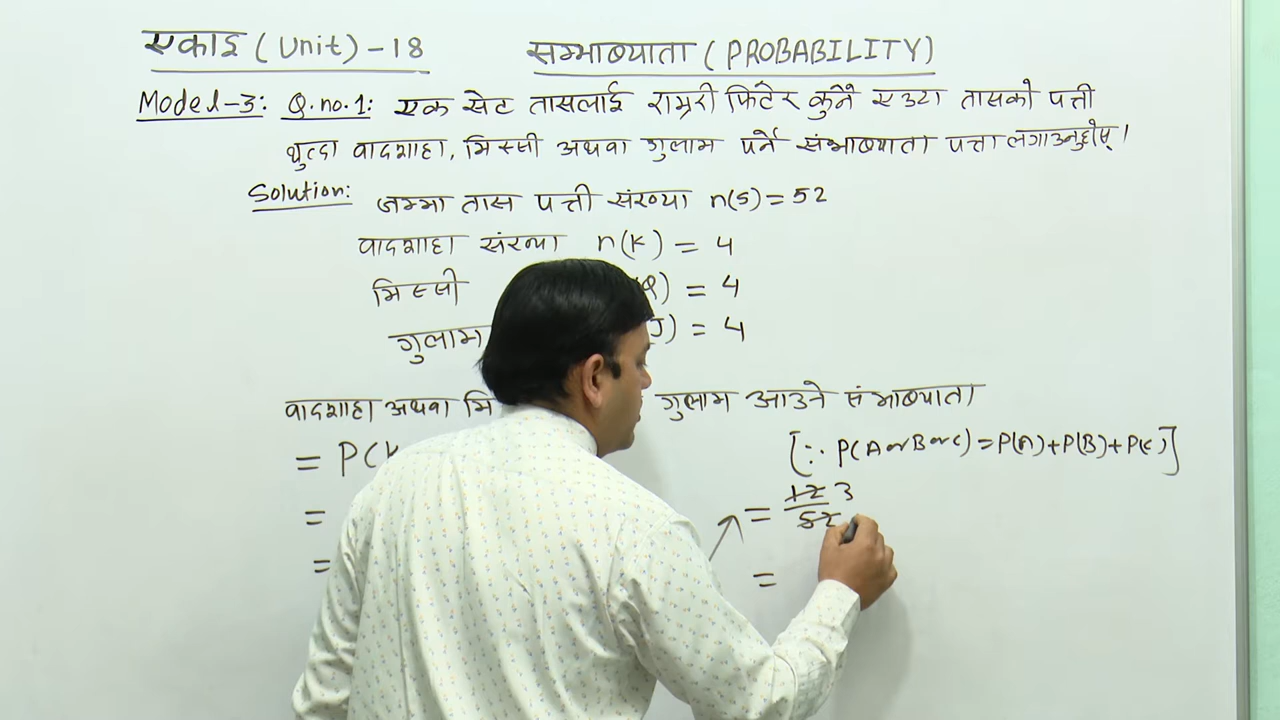 एकाइ (Unit) - 18 सम्भाव्यता (PROBABILITY)
Model-3: Q.no.1: एक सेट तासलाई राम्ररी फिटेर कुनै एउटा तासको पत्ती
थुत्दा वादशाहा, मिस्सी अथवा गुलाम पर्ने संभाव्यता पत्ता लगाउनुहोस् ।
Solution: जम्मा तास पत्ती संख्या n(S) = 52
वादशाहा संख्या n(K) = 4
मिस्सी Q) = 4
गुलाम J) = 4
वादशाहा अथवा मि गुलाम आउने संभाव्यता
= P(K [∵ P(A or B or C) = P(A) + P(B) + P(C)]
= = 12 3
52
= =